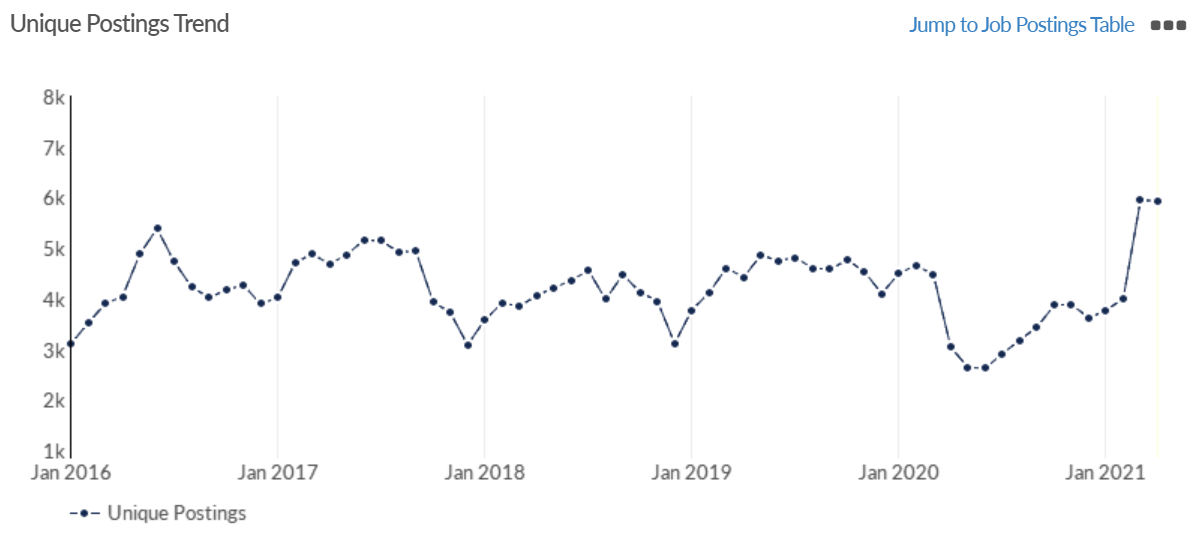 Unique Postings Trend
Jump to Job Postings Table
8k
7k
6k
5k
4k
3k
2k
1k
Jan 2016
Jan 2017
Jan 2018
Jan 2019
Jan 2020
Jan 2021
Unique Postings